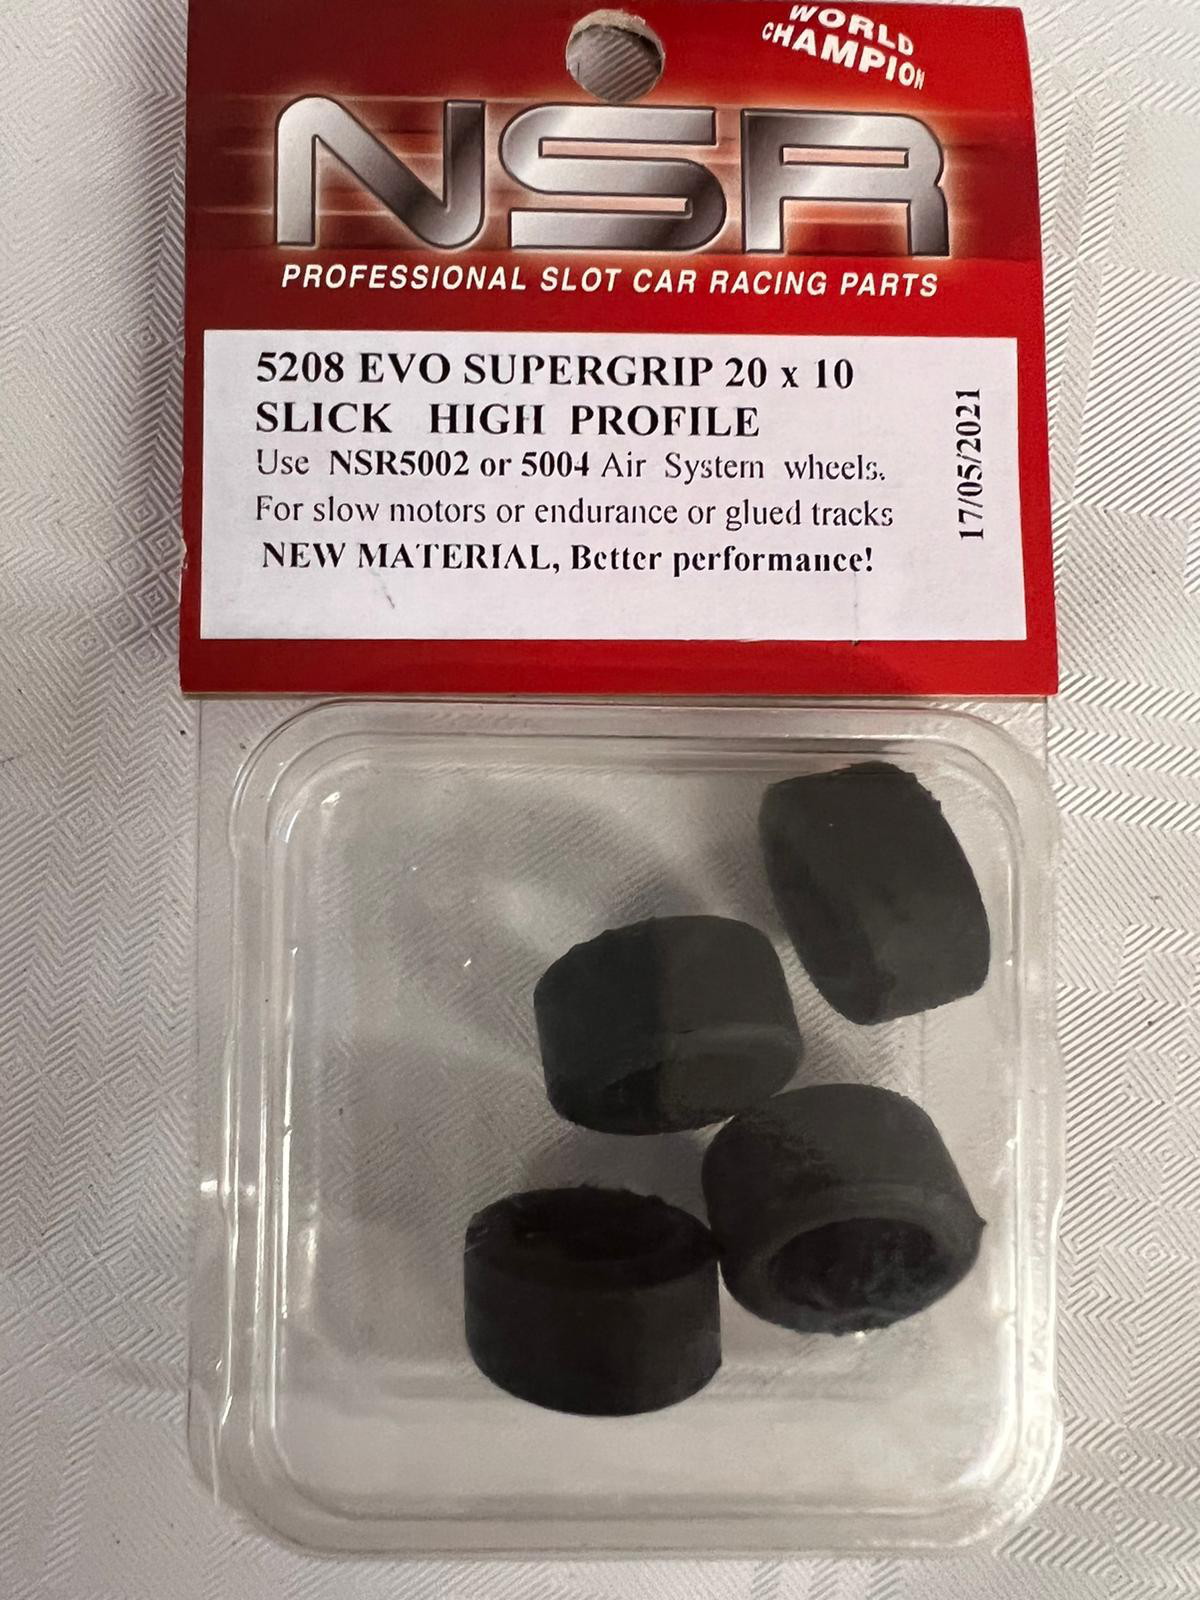 WORLD
CHAMPION
NSR
PROFESSIONAL SLOT CAR RACING PARTS
5208 EVO SUPERGRIP 20 x 10
SLICK HIGH PROFILE
Use NSR5002 or 5004 Air System wheels.
For slow motors or endurance or glued tracks
NEW MATERIAL, Better performance!
17/05/2021